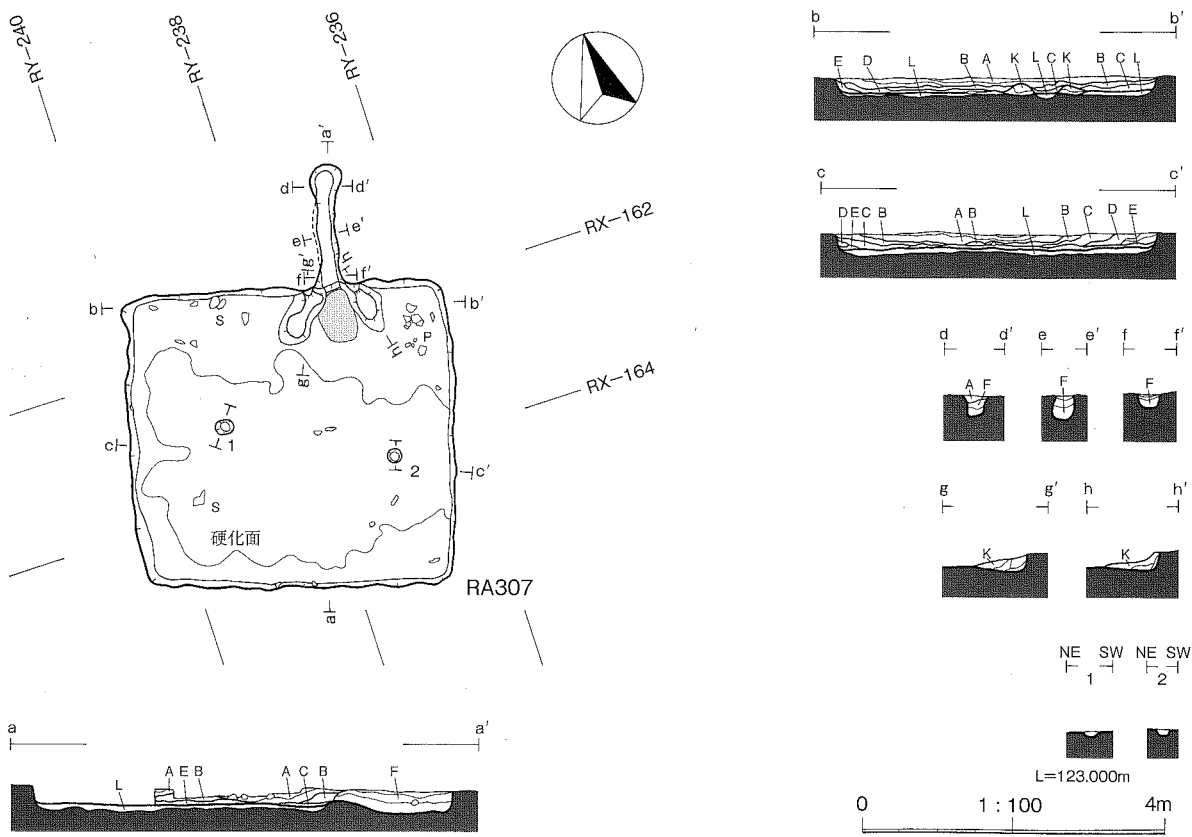 RY-240
RY-238
RY-236
a'
d d'
e e'
g' h'
f f'
RX-162
b b'
S
P
h
g
RX-164
1
c c'
2
S
硬化面
RA307
a
a a'
A E B A C B F
L
b b'
E D L B A K L C K B C L
c c'
D E C B A B L B C D E
d d' e e' f f'
A F F F
g g' h h'
K K
NE SW NE SW
1 2
L=123.000m
0 1:100 4m